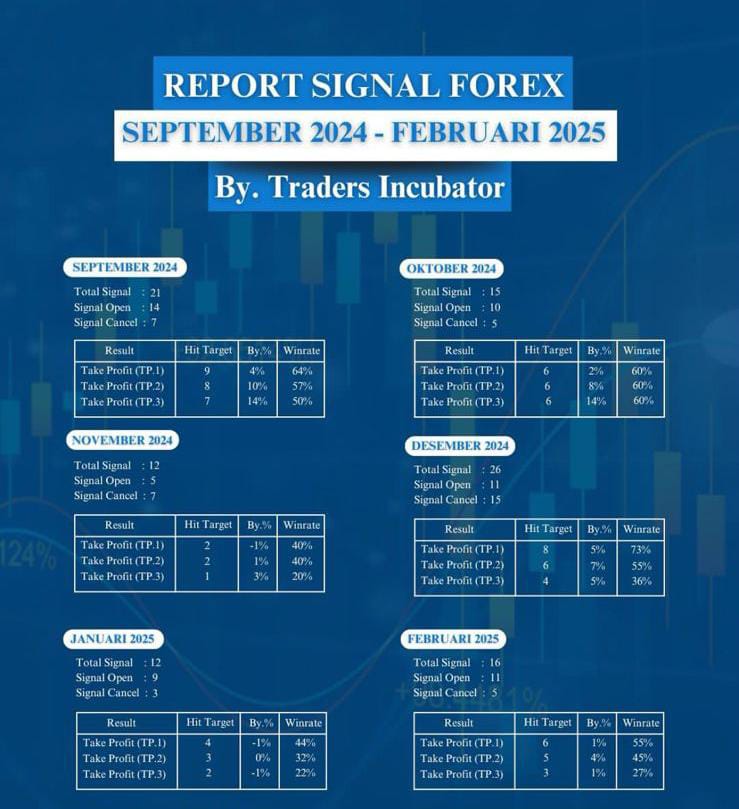 REPORT SIGNAL FOREX
SEPTEMBER 2024 - FEBRUARI 2025
By. Traders Incubator
SEPTEMBER 2024
Total Signal : 21
Signal Open : 14
Signal Cancel : 7
Result Hit Target By.% Winrate
Take Profit (TP.1) 9 4% 64%
Take Profit (TP.2) 8 10% 57%
Take Profit (TP.3) 7 14% 50%
OKTOBER 2024
Total Signal : 15
Signal Open : 10
Signal Cancel : 5
Result Hit Target By.% Winrate
Take Profit (TP.1) 6 2% 60%
Take Profit (TP.2) 6 8% 60%
Take Profit (TP.3) 6 14% 60%
NOVEMBER 2024
Total Signal : 12
Signal Open : 5
Signal Cancel : 7
Result Hit Target By.% Winrate
Take Profit (TP.1) 2 -1% 40%
Take Profit (TP.2) 2 1% 40%
Take Profit (TP.3) 1 3% 20%
DESEMBER 2024
Total Signal : 26
Signal Open : 11
Signal Cancel : 15
Result Hit Target By.% Winrate
Take Profit (TP.1) 8 5% 73%
Take Profit (TP.2) 6 7% 55%
Take Profit (TP.3) 4 5% 36%
124%
JANUARI 2025
Total Signal : 12
Signal Open : 9
Signal Cancel : 3
Result Hit Target By.% Winrate
Take Profit (TP.1) 4 -1% 44%
Take Profit (TP.2) 3 0% 32%
Take Profit (TP.3) 2 -1% 22%
FEBRUARI 2025
Total Signal : 16
Signal Open : 11
Signal Cancel : 5
Result Hit Target By.% Winrate
Take Profit (TP.1) 6 1% 55%
Take Profit (TP.2) 5 4% 45%
Take Profit (TP.3) 3 1% 27%